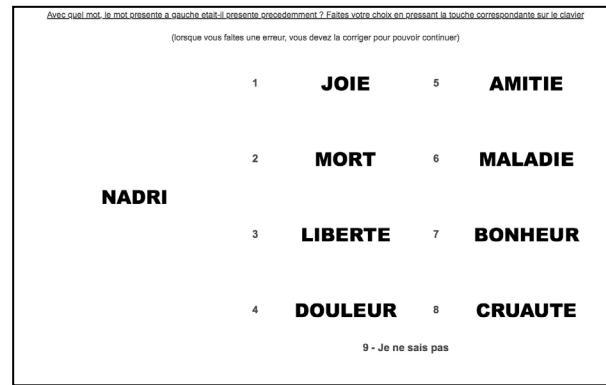 Avec quel mot, le mot presente a gauche etait-il presente precedemment ? Faites votre choix en pressant la touche correspondante sur le clavier
(lorsque vous faites une erreur, vous devez la corriger pour pouvoir continuer)
1 JOIE 5 AMITIE
2 MORT 6 MALADIE
NADRI
3 LIBERTE 7 BONHEUR
4 DOULEUR 8 CRUAUTE
9 - Je ne sais pas